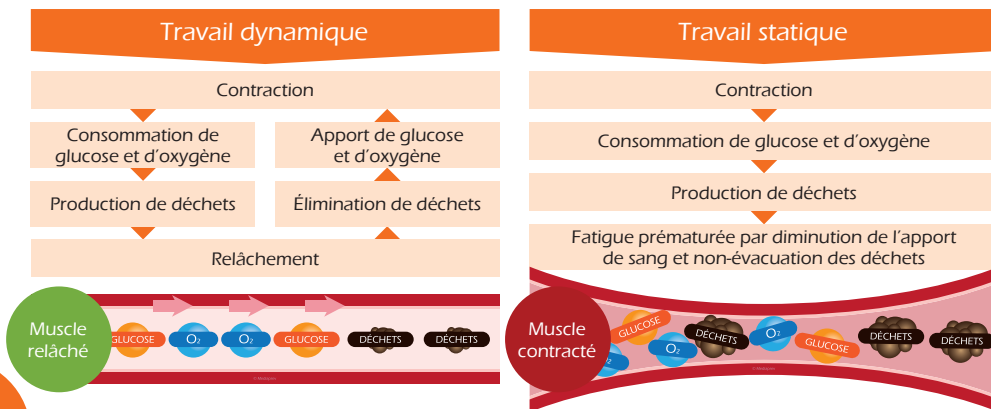 Travail dynamique
Contraction
Consommation de
glucose et d'oxygène
Apport de glucose
et d'oxygène
Production de déchets
Élimination de déchets
Relâchement
Muscle
relâché
GLUCOSE
O₂
O₂
GLUCOSE
DÉCHETS
DÉCHETS
Travail statique
Contraction
Consommation de glucose et d'oxygène
Production de déchets
Fatigue prématurée par diminution de l'apport
de sang et non-évacuation des déchets
Muscle
contracté
GLUCOSE
O₂
DÉCHETS
O₂
GLUCOSE
DÉCHETS
DÉCHETS